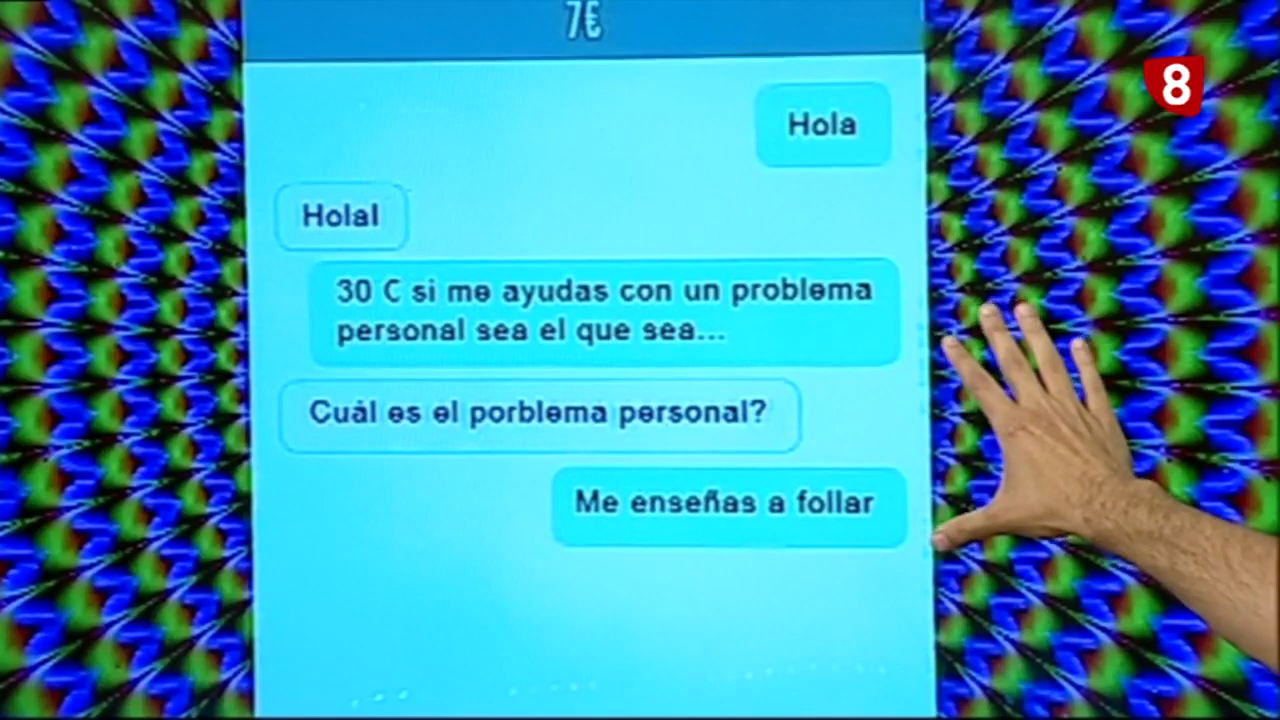 7€
8
Hola
Hola!
30 € si me ayudas con un problema
personal sea el que sea...
Cuál es el porblema personal?
Me enseñas a follar